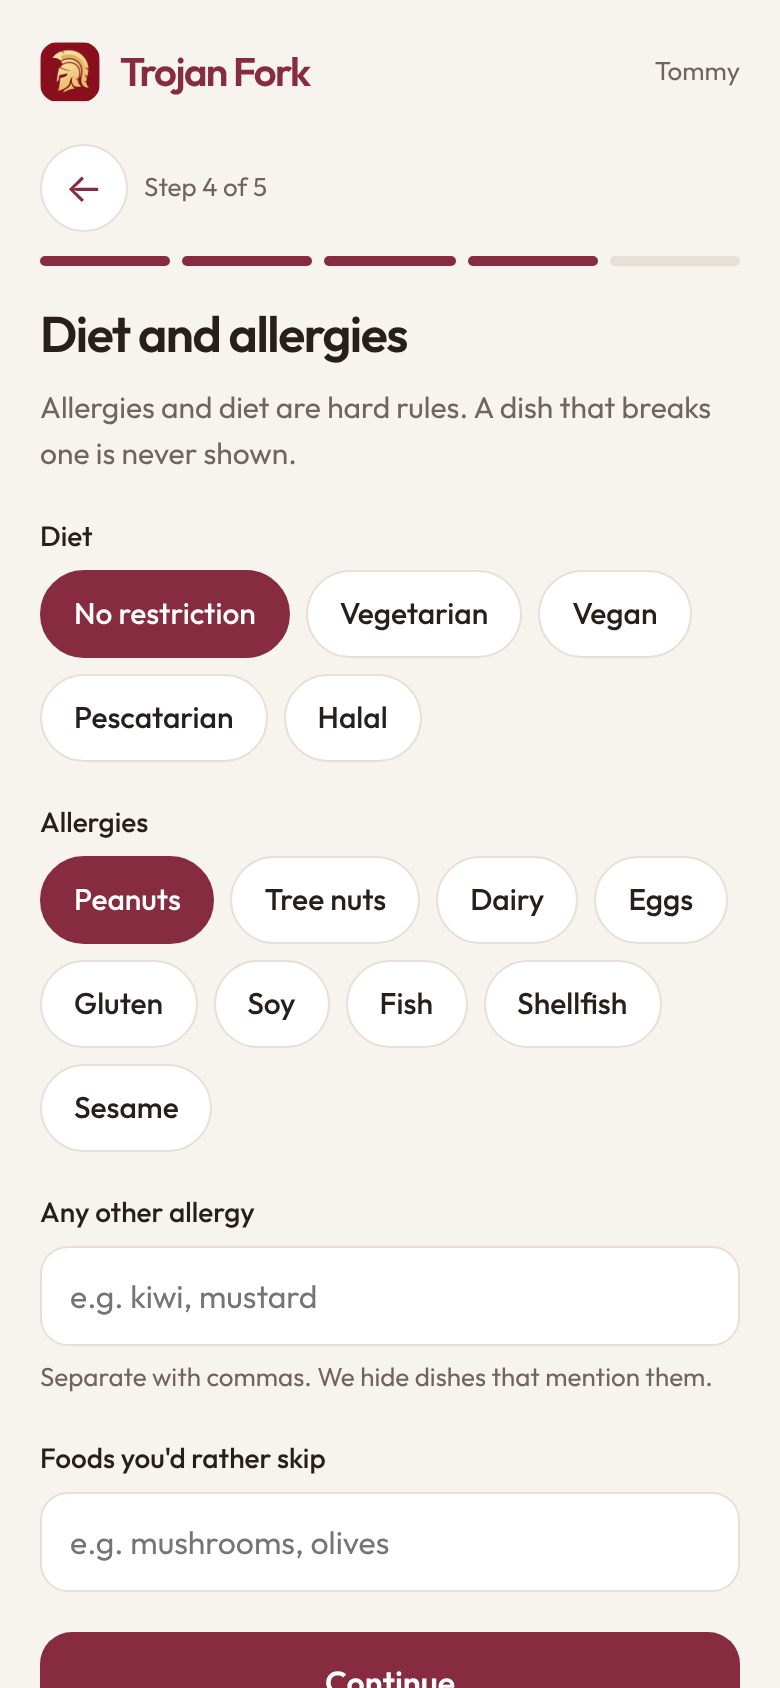 Trojan Fork
Tommy
Step 4 of 5
Diet and allergies
Allergies and diet are hard rules. A dish that breaks
one is never shown.
Diet
No restriction
Vegetarian
Vegan
Pescatarian
Halal
Allergies
Peanuts
Tree nuts
Dairy
Eggs
Gluten
Soy
Fish
Shellfish
Sesame
Any other allergy
e.g. kiwi, mustard
Separate with commas. We hide dishes that mention them.
Foods you'd rather skip
e.g. mushrooms, olives
Continue